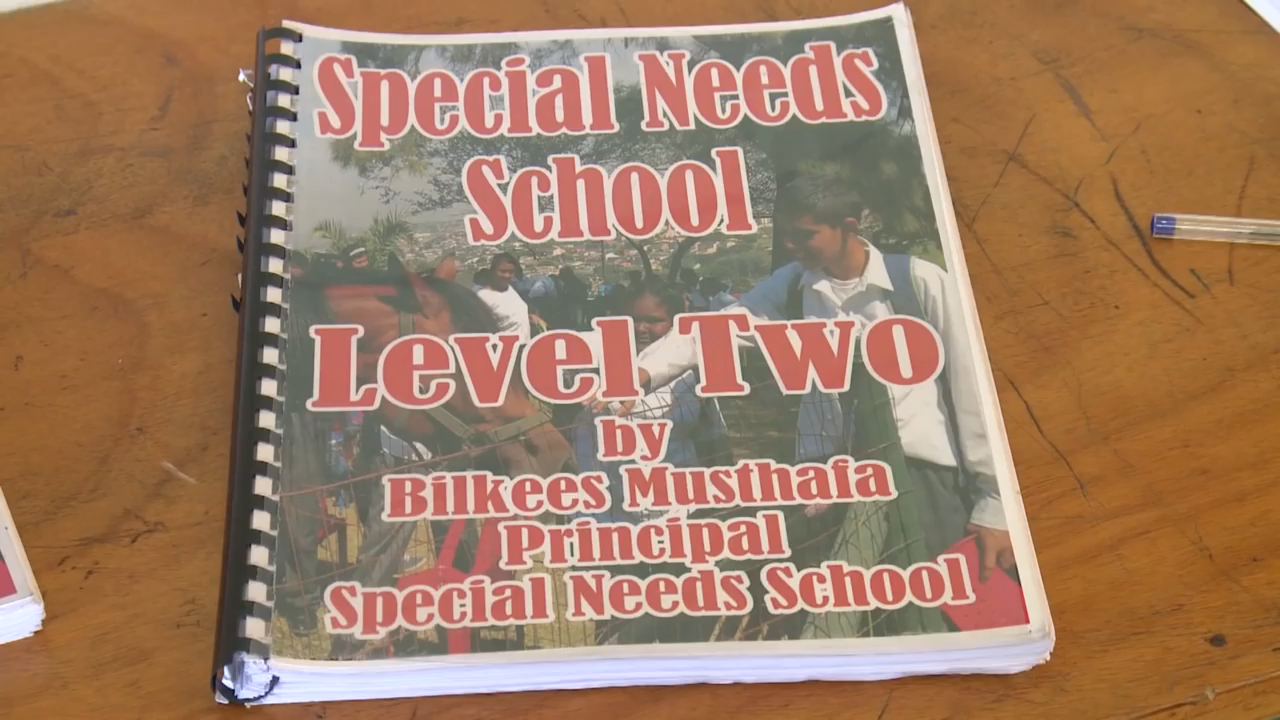 Special Needs
School
Level Two
by
Bilkees Musthafa
Principal
Special Needs School